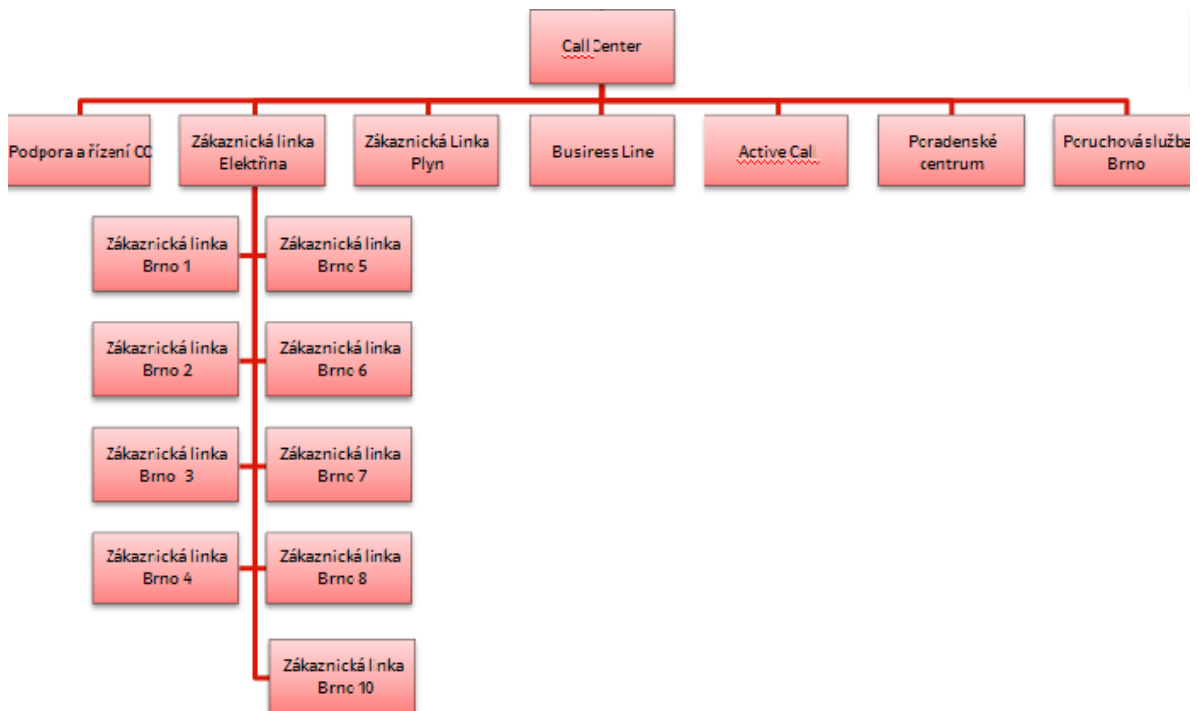 Call Center
Podpora a řízení CC
Zákaznická linka
Elektřina
Zákaznická Linka
Plyn
Business Line
Active Call
Poradenské
centrum
Poruchová služba
Brno
Zákaznická linka
Brno 1
Zákaznická linka
Brno 5
Zákaznická linka
Brno 2
Zákaznická linka
Brno 6
Zákaznická linka
Brno 3
Zákaznická linka
Brno 7
Zákaznická linka
Brno 4
Zákaznická linka
Brno 8
Zákaznická linka
Brno 10